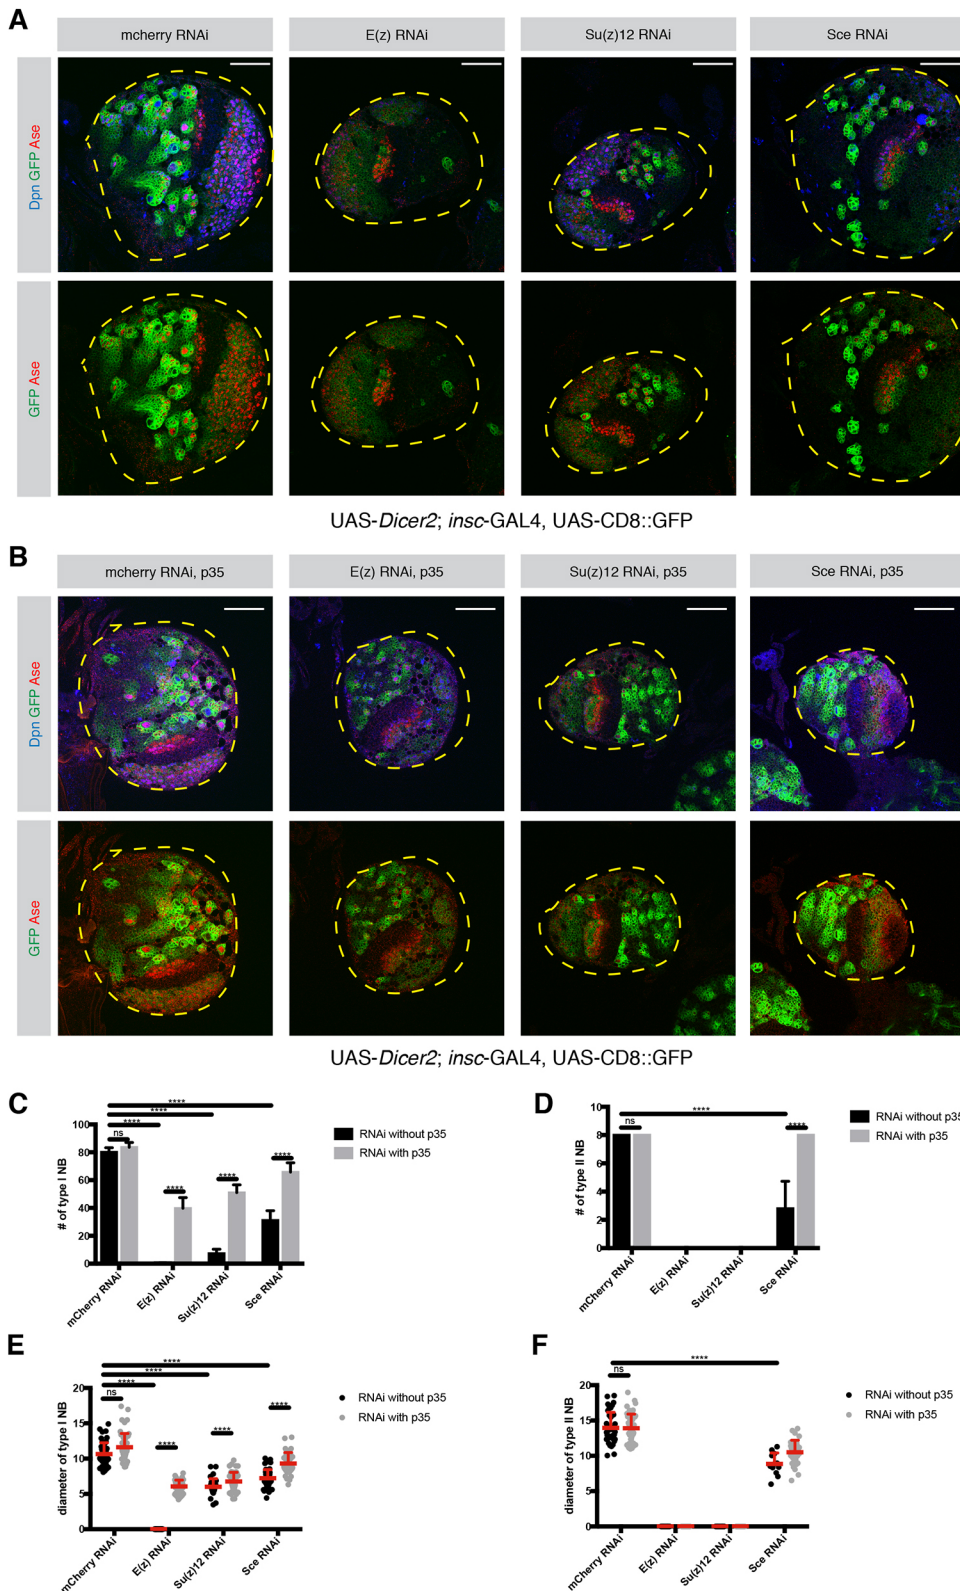 A
mcherry RNAi
E(z) RNAi
Su(z)12 RNAi
Sce RNAi
Dpn GFP Ase
GFP Ase
UAS-Dicer2; insc-GAL4, UAS-CD8::GFP
B
mcherry RNAi, p35
E(z) RNAi, p35
Su(z)12 RNAi, p35
Sce RNAi, p35
Dpn GFP Ase
GFP Ase
UAS-Dicer2; insc-GAL4, UAS-CD8::GFP
C
****
****
****
ns
****
****
****
# of type I NB
100
80
60
40
20
0
mCherry RNAi
E(z) RNAi
Su(z)12 RNAi
Sce RNAi
RNAi without p35
RNAi with p35
D
****
ns
****
# of type II NB
10
8
6
4
2
0
mCherry RNAi
E(z) RNAi
Su(z)12 RNAi
Sce RNAi
RNAi without p35
RNAi with p35
E
****
****
****
ns
****
****
****
diameter of type I NB
20
15
10
5
0
mCherry RNAi
E(z) RNAi
Su(z)12 RNAi
Sce RNAi
RNAi without p35
RNAi with p35
F
****
ns
diameter of type II NB
20
15
10
5
0
mCherry RNAi
E(z) RNAi
Su(z)12 RNAi
Sce RNAi
RNAi without p35
RNAi with p35